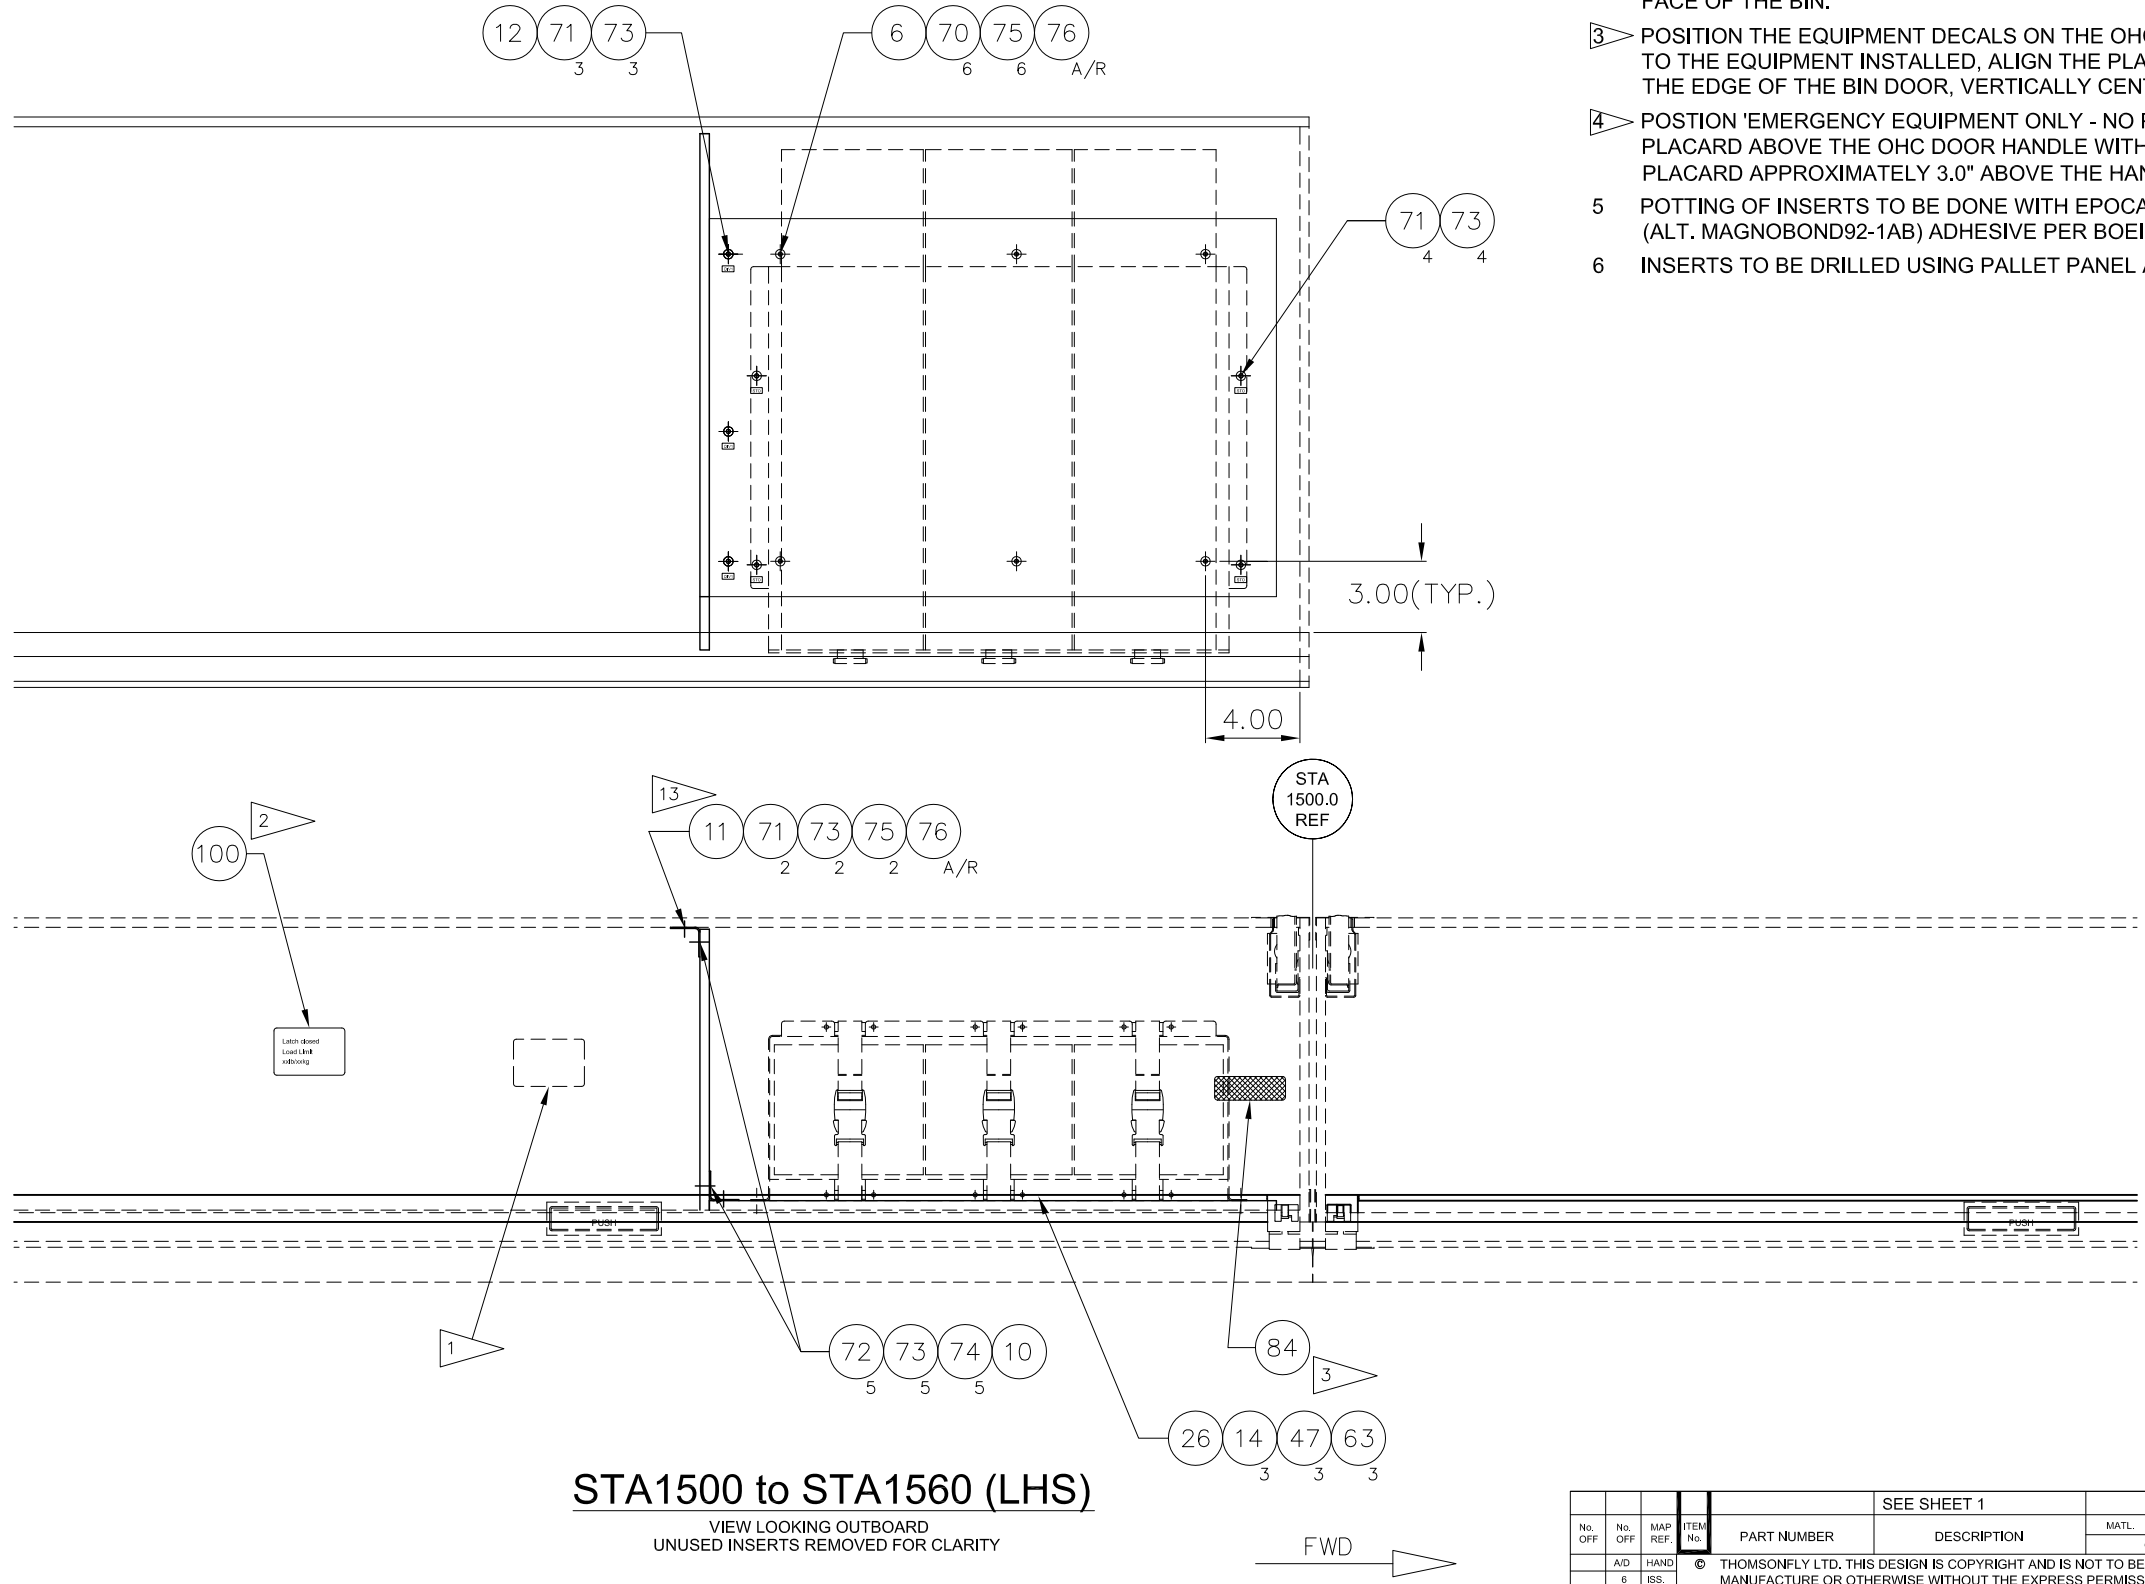 FACE OF THE BIN.
3 POSITION THE EQUIPMENT DECALS ON THE OHC
TO THE EQUIPMENT INSTALLED, ALIGN THE PLA
THE EDGE OF THE BIN DOOR, VERTICALLY CEN
4 POSTION 'EMERGENCY EQUIPMENT ONLY - NO
PLACARD ABOVE THE OHC DOOR HANDLE WITH
PLACARD APPROXIMATELY 3.0" ABOVE THE HAN
5 POTTING OF INSERTS TO BE DONE WITH EPOCA
(ALT. MAGNOBOND92-1AB) ADHESIVE PER BOEI
6 INSERTS TO BE DRILLED USING PALLET PANEL
12 71 73
3 3
6 70 75 76
6 6 A/R
71 73
4 4
3.00(TYP.)
4.00
STA
1500.0
REF
13
11 71 73 75 76
2 2 2 A/R
2
100
Latch closed
Load Limit
xxlb/xxkg
PUSH
PUSH
1
72 73 74 10
5 5 5
84
3
26 14 47 63
3 3 3
STA1500 to STA1560 (LHS)
VIEW LOOKING OUTBOARD
UNUSED INSERTS REMOVED FOR CLARITY
FWD
SEE SHEET 1
No. OFF No. OFF MAP REF. ITEM No. PART NUMBER DESCRIPTION MATL.
A/D HAND © THOMSONFLY LTD. THIS DESIGN IS COPYRIGHT AND IS NOT TO BE
6 ISS. MANUFACTURE OR OTHERWISE WITHOUT THE EXPRESS PERMISS